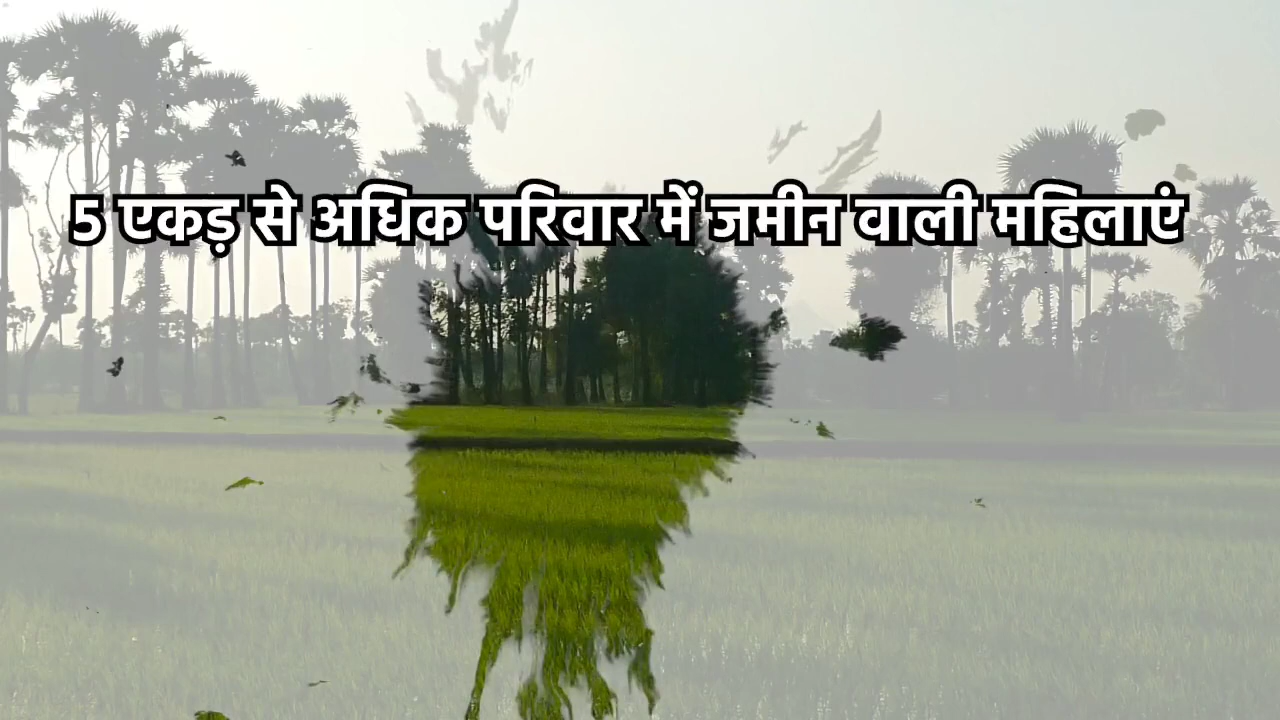 5 एकड़ से अधिक परिवार में जमीन वाली महिलाएं